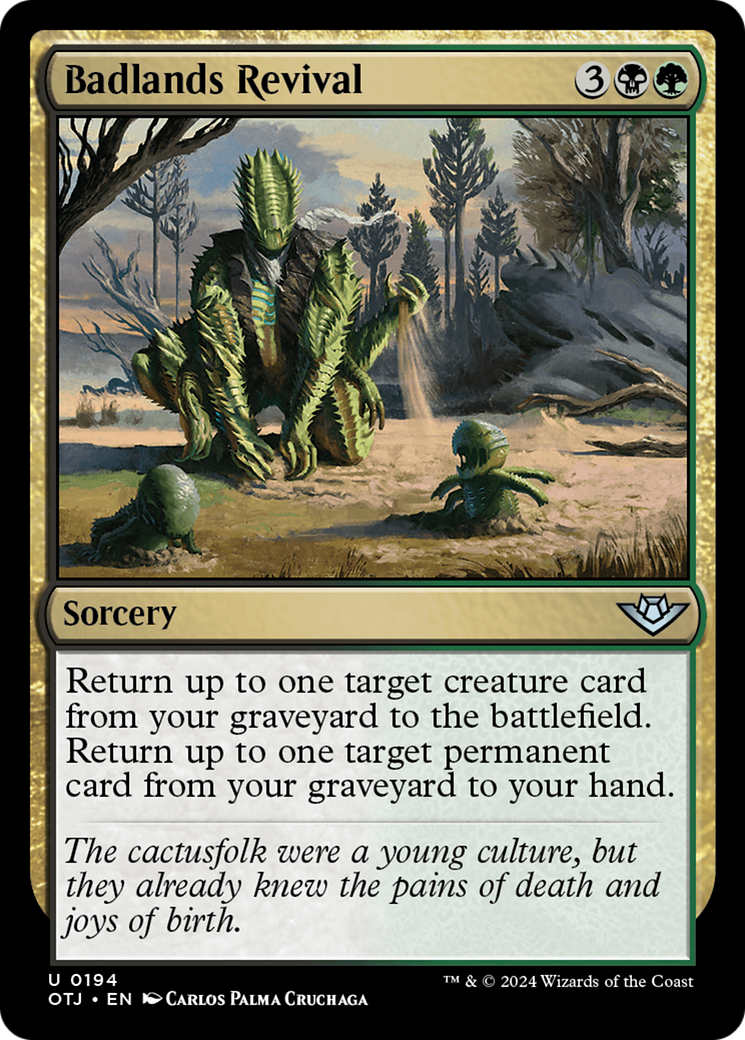 Badlands Revival 3
Sorcery
Return up to one target creature card
from your graveyard to the battlefield.
Return up to one target permanent
card from your graveyard to your hand.
The cactusfolk were a young culture, but
they already knew the pains of death and
joys of birth.
U 0194
OTJ • EN Carlos Palma Cruchaga
™ & © 2024 Wizards of the Coast